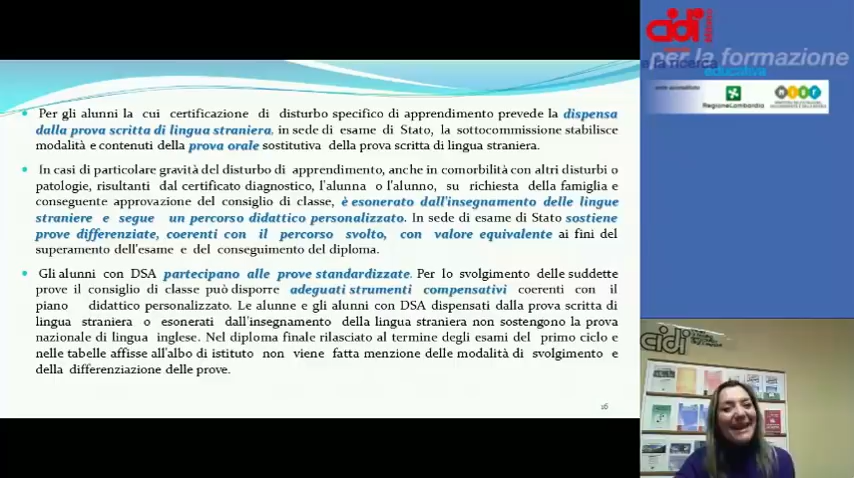 Per gli alunni la cui certificazione di disturbo specifico di apprendimento prevede la dispensa
dalla prova scritta di lingua straniera, in sede di esame di Stato, la sottocommissione stabilisce
modalità e contenuti della prova orale sostitutiva della prova scritta di lingua straniera.
In casi di particolare gravità del disturbo di apprendimento, anche in comorbilità con altri disturbi o
patologie, risultanti dal certificato diagnostico, l'alunna o l'alunno, su richiesta della famiglia e
conseguente approvazione del consiglio di classe, è esonerato dall'insegnamento delle lingue
straniere e segue un percorso didattico personalizzato. In sede di esame di Stato sostiene
prove differenziate, coerenti con il percorso svolto, con valore equivalente ai fini del
superamento dell'esame e del conseguimento del diploma.
Gli alunni con DSA partecipano alle prove standardizzate. Per lo svolgimento delle suddette
prove il consiglio di classe può disporre adeguati strumenti compensativi coerenti con il
piano didattico personalizzato. Le alunne e gli alunni con DSA dispensati dalla prova scritta di
lingua straniera o esonerati dall'insegnamento della lingua straniera non sostengono la prova
nazionale di lingua inglese. Nel diploma finale rilasciato al termine degli esami del primo ciclo e
nelle tabelle affisse all'albo di istituto non viene fatta menzione delle modalità di svolgimento e
della differenziazione delle prove.
16
cidi
per la formazione
e la ricerca
educativa
RegioneLombardia
cidi